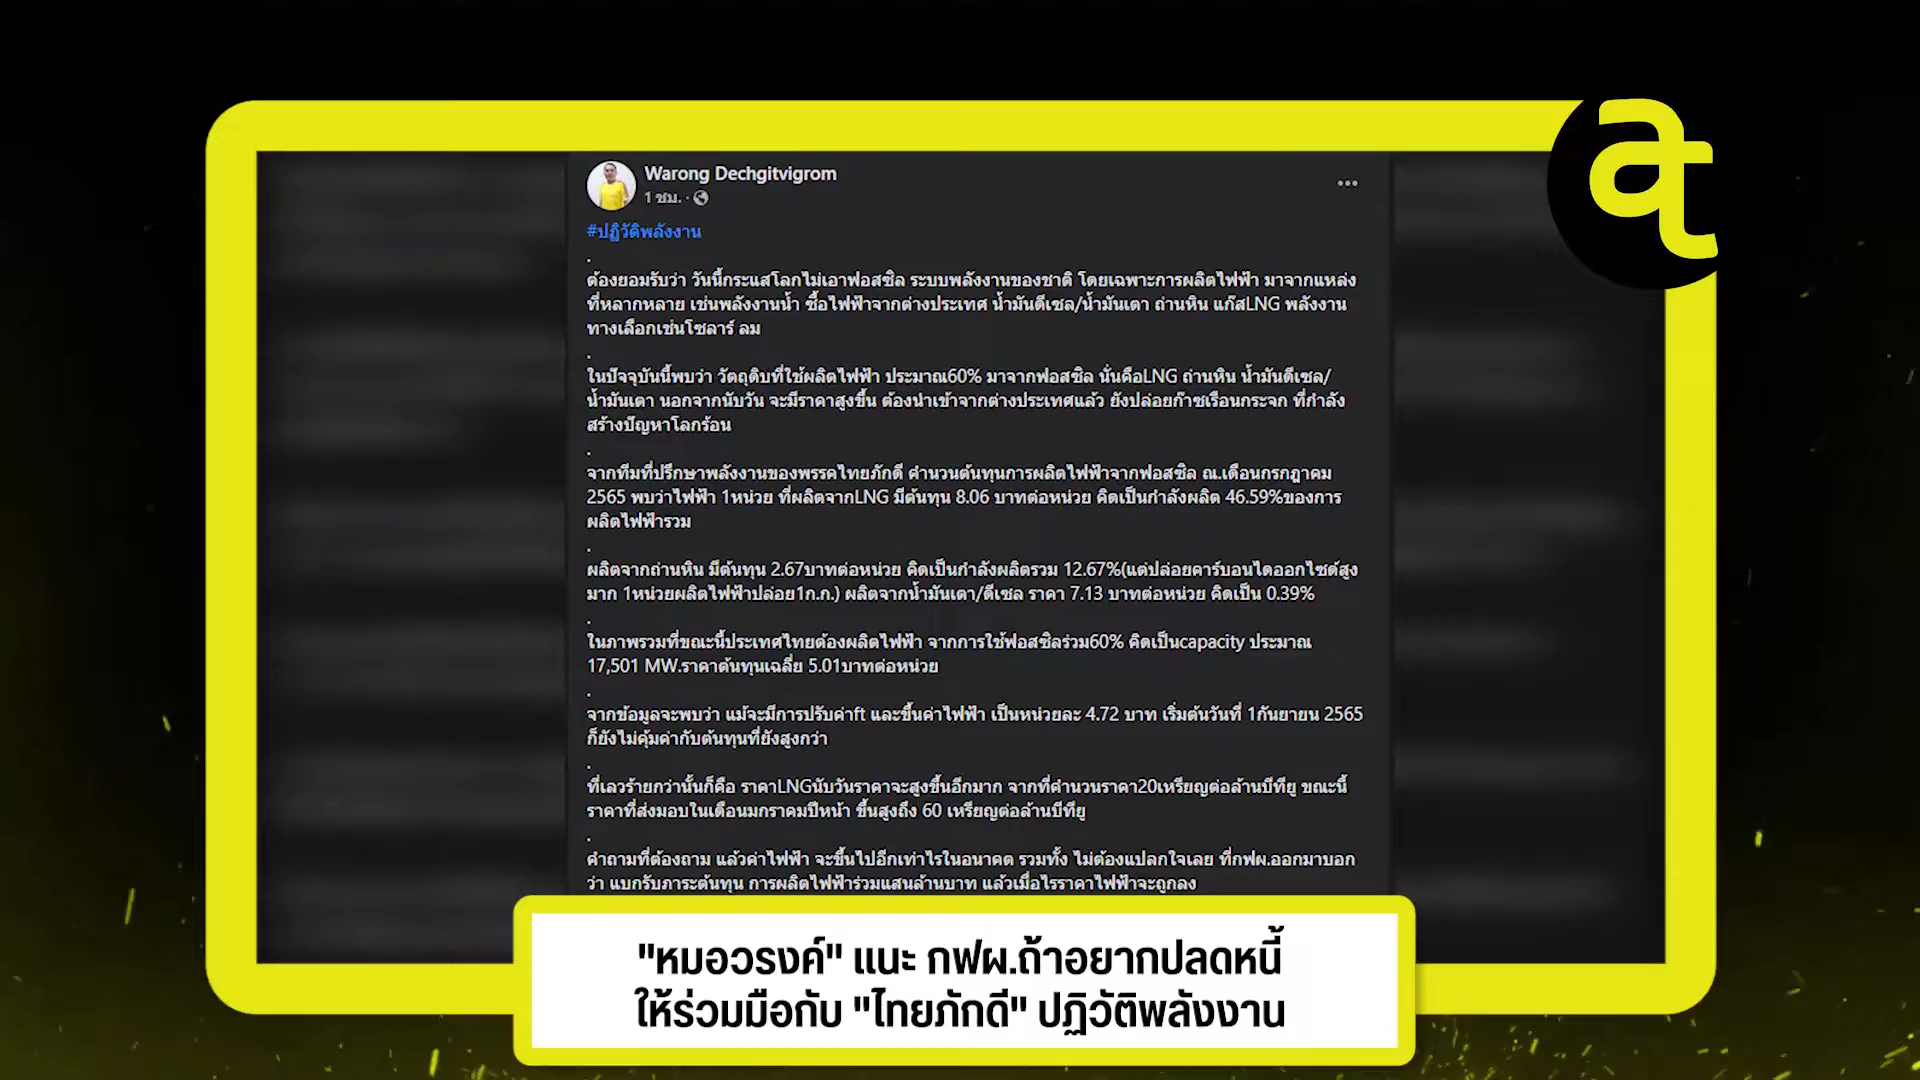 at
Warong Dechgitvigrom
1 ชม. ·
#ปฏิวัติพลังงาน
.
ต้องยอมรับว่า วันนี้กระแสโลกไม่เอาฟอสซิล ระบบพลังงานของชาติ โดยเฉพาะการผลิตไฟฟ้า มาจากแหล่ง
ที่หลากหลาย เช่นพลังงานน้ำ ซื้อไฟฟ้าจากต่างประเทศ น้ำมันดีเซล/น้ำมันเตา ถ่านหิน แก๊สLNG พลังงาน
ทางเลือกเช่นโซลาร์ ลม
.
ในปัจจุบันนี้พบว่า วัตถุดิบที่ใช้ผลิตไฟฟ้า ประมาณ60% มาจากฟอสซิล นั่นคือLNG ถ่านหิน น้ำมันดีเซล/
น้ำมันเตา นอกจากนับวัน จะมีราคาสูงขึ้น ต้องนำเข้าจากต่างประเทศแล้ว ยังปล่อยก๊าซเรือนกระจก ที่กำลัง
สร้างปัญหาโลกร้อน
.
จากทีมที่ปรึกษาพลังงานของพรรคไทยภักดี คำนวนต้นทุนการผลิตไฟฟ้าจากฟอสซิล ณ.เดือนกรกฎาคม
2565 พบว่าไฟฟ้า 1หน่วย ที่ผลิตจากLNG มีต้นทุน 8.06 บาทต่อหน่วย คิดเป็นกำลังผลิต 46.59%ของการ
ผลิตไฟฟ้ารวม
.
ผลิตจากถ่านหิน มีต้นทุน 2.67บาทต่อหน่วย คิดเป็นกำลังผลิตรวม 12.67%(แต่ปล่อยคาร์บอนไดออกไซด์สูง
มาก 1หน่วยผลิตไฟฟ้าปล่อย1ก.ก.) ผลิตจากน้ำมันเตา/ดีเซล ราคา 7.13 บาทต่อหน่วย คิดเป็น 0.39%
.
ในภาพรวมที่ขณะนี้ประเทศไทยต้องผลิตไฟฟ้า จากการใช้ฟอสซิลร่วม60% คิดเป็นcapacity ประมาณ
17,501 MW.ราคาต้นทุนเฉลี่ย 5.01บาทต่อหน่วย
.
จากข้อมูลจะพบว่า แม้จะมีการปรับค่าft และขึ้นค่าไฟฟ้า เป็นหน่วยละ 4.72 บาท เริ่มต้นวันที่ 1กันยายน 2565
ก็ยังไม่คุ้มค่ากับต้นทุนที่ยังสูงกว่า
.
ที่เลวร้ายกว่านั้นก็คือ ราคาLNGนับวันราคาจะสูงขึ้นอีกมาก จากที่คำนวนราคา20เหรียญต่อล้านบีทียู ขณะนี้
ราคาที่ส่งมอบในเดือนมกราคมปีหน้า ขึ้นสูงถึง 60 เหรียญต่อล้านบีทียู
.
คำถามที่ต้องถาม แล้วค่าไฟฟ้า จะขึ้นไปอีกเท่าไรในอนาคต รวมทั้ง ไม่ต้องแปลกใจเลย ที่กฟผ.ออกมาบอก
ว่า แบกรับภาระต้นทุน การผลิตไฟฟ้าร่วมแสนล้านบาท แล้วเมื่อไรราคาไฟฟ้าจะถูกลง
"หมอวรงค์" แนะ กฟผ.ถ้าอยากปลดหนี้
ให้ร่วมมือกับ "ไทยภักดี" ปฏิวัติพลังงาน